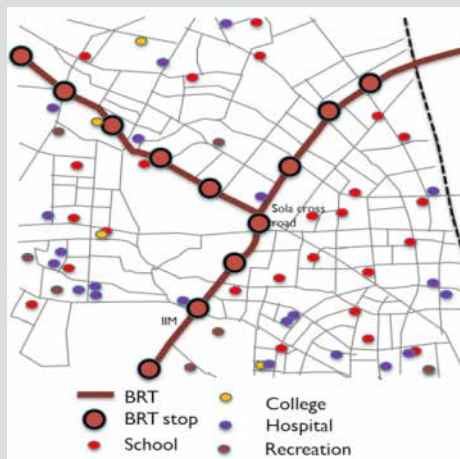 Sola cross
road
IIM
BRT
BRT stop
School
College
Hospital
Recreation